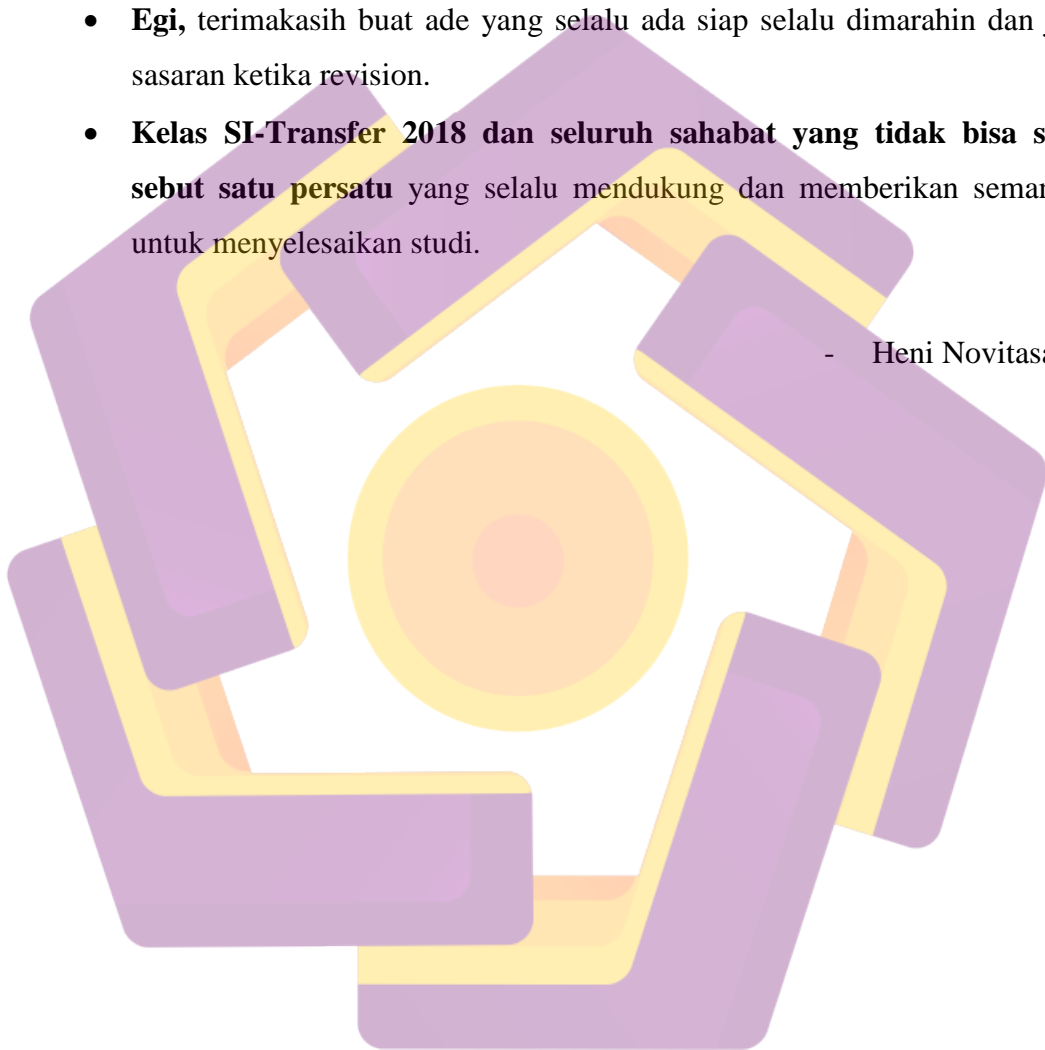 • Egi, terimakasih buat ade yang selalu ada siap selalu dimarahin dan
sasaran ketika revision.
• Kelas SI-Transfer 2018 dan seluruh sahabat yang tidak bisa
sebut satu persatu yang selalu mendukung dan memberikan
untuk menyelesaikan studi.
- Heni